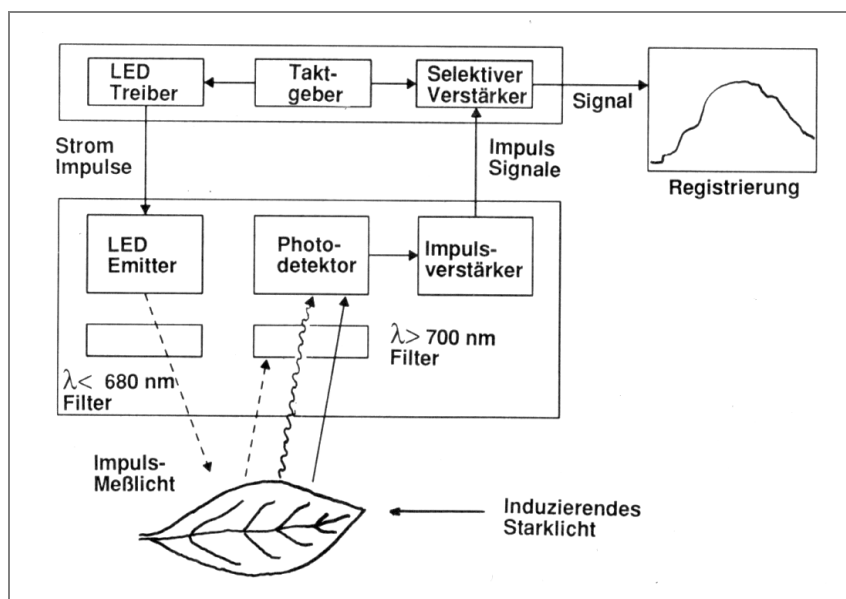 LED
Treiber
Takt-
geber
Selektiver
Verstärker
Signal
Registrierung
Strom
Impulse
Impuls
Signale
LED
Emitter
Photo-
detektor
Impuls-
verstärker
λ> 700 nm
Filter
λ< 680 nm
Filter
Impuls-
Meßlicht
Induzierendes
Starklicht